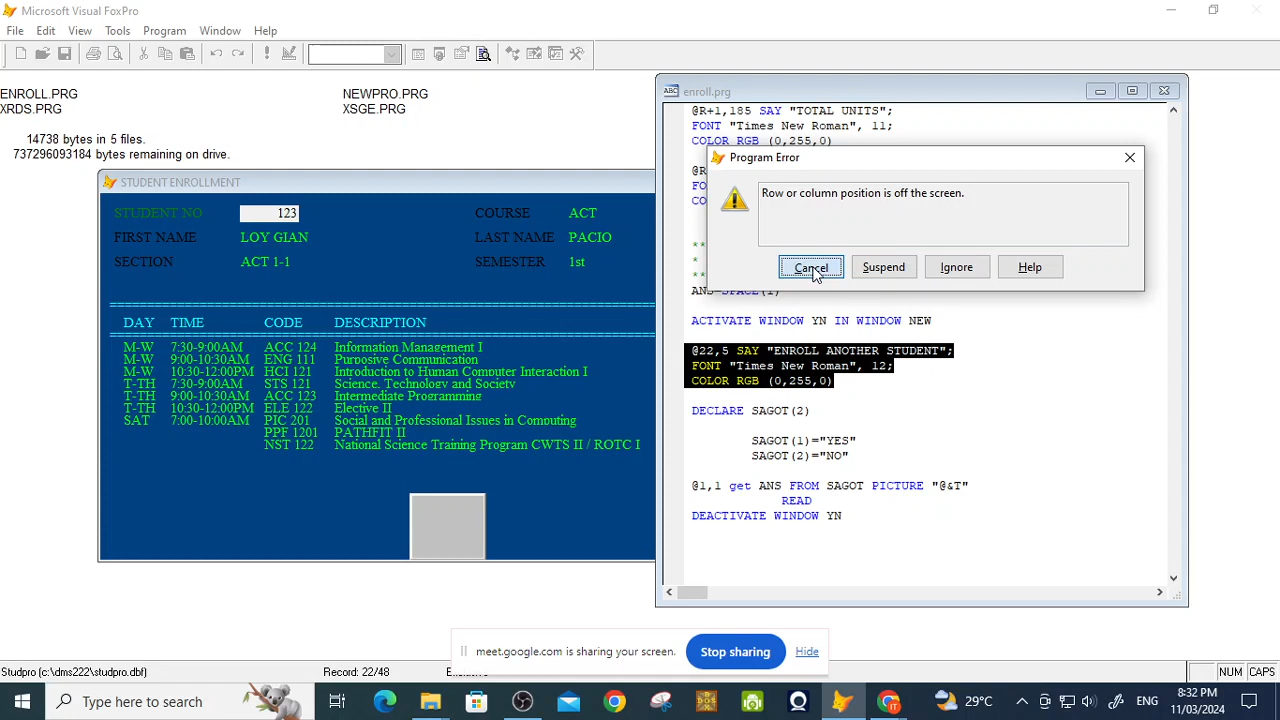 Microsoft Visual FoxPro
File Edit View Tools Program Window Help
ENROLL.PRG NEWPRO.PRG
XRDS.PRG XSGE.PRG
14738 bytes in 5 files.
737296093184 bytes remaining on drive.
STUDENT ENROLLMENT
STUDENT NO 123 COURSE ACT
FIRST NAME LOY GIAN LAST NAME PACIO
SECTION ACT 1-1 SEMESTER 1st
DAY TIME CODE DESCRIPTION
M-W 7:30-9:00AM ACC 124 Information Management I
M-W 9:00-10:30AM ENG 111 Purposive Communication
M-W 10:30-12:00PM HCI 121 Introduction to Human Computer Interaction I
T-TH 7:30-9:00AM STS 121 Science, Technology and Society
T-TH 9:00-10:30AM ACC 123 Intermediate Programming
T-TH 10:30-12:00PM ELE 122 Elective II
SAT 7:00-10:00AM PIC 201 Social and Professional Issues in Computing
PPF 1201 PATHFIT II
NST 122 National Science Training Program CWTS II / ROTC I
ABC enroll.prg
@R+1,185 SAY "TOTAL UNITS";
FONT "Times New Roman", 11;
COLOR RGB (0,255,0)
Program Error
Row or column position is off the screen.
Cancel Suspend Ignore Help
@R
FO
CO
**
*
**
ANS=SPACE(1)
ACTIVATE WINDOW YN IN WINDOW NEW
@22,5 SAY "ENROLL ANOTHER STUDENT";
FONT "Times New Roman", 12;
COLOR RGB (0,255,0)
DECLARE SAGOT(2)
SAGOT(1)="YES"
SAGOT(2)="NO"
@1,1 get ANS FROM SAGOT PICTURE "@&T"
READ
DEACTIVATE WINDOW YN
meet.google.com is sharing your screen. Stop sharing Hide
Studpro (c:\dms222\studpro.dbf) Record: 22/48 NUM CAPS
Type here to search 29°C ENG 8:32 PM
11/03/2024